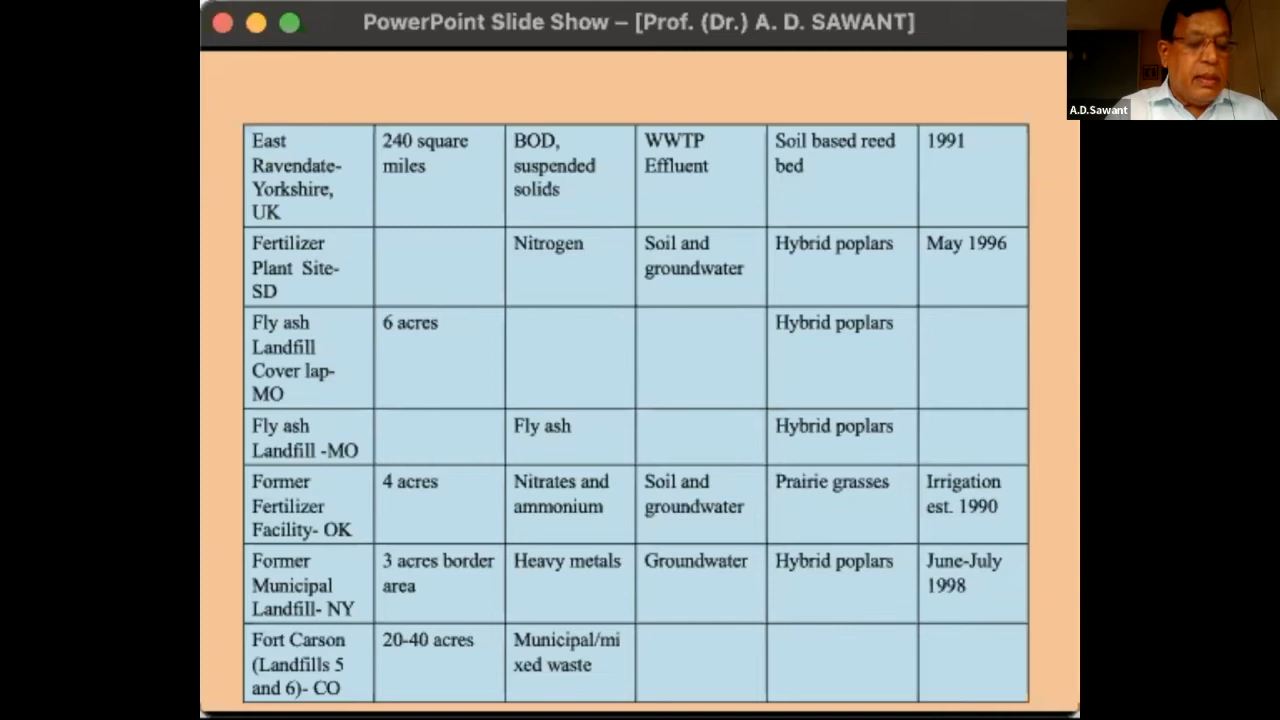 PowerPoint Slide Show – [Prof. (Dr.) A. D. SAWANT]
A.D.Sawant
East
Ravendate-
Yorkshire,
UK
240 square
miles
BOD,
suspended
solids
WWTP
Effluent
Soil based reed
bed
1991
Fertilizer
Plant Site-
SD
Nitrogen
Soil and
groundwater
Hybrid poplars
May 1996
Fly ash
Landfill
Cover lap-
MO
6 acres
Hybrid poplars
Fly ash
Landfill -MO
Fly ash
Hybrid poplars
Former
Fertilizer
Facility- OK
4 acres
Nitrates and
ammonium
Soil and
groundwater
Prairie grasses
Irrigation
est. 1990
Former
Municipal
Landfill- NY
3 acres border
area
Heavy metals
Groundwater
Hybrid poplars
June-July
1998
Fort Carson
(Landfills 5
and 6)- CO
20-40 acres
Municipal/mi
xed waste